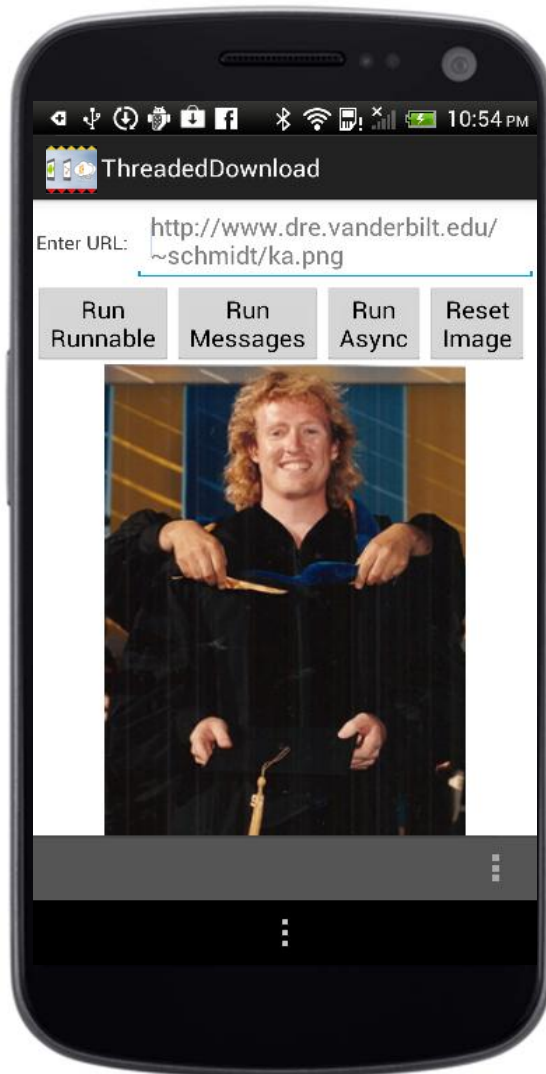 10:54 PM
ThreadedDownload
Enter URL:
http://www.dre.vanderbilt.edu/
~schmidt/ka.png
Run Runnable
Run Messages
Run Async
Reset Image